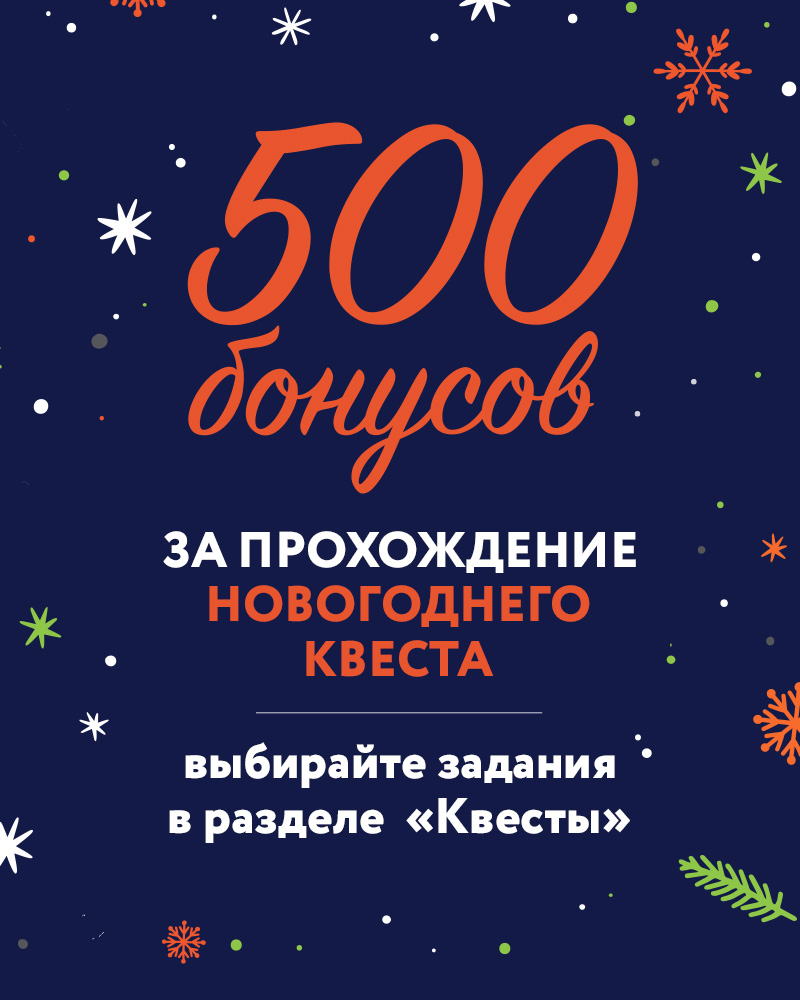 500
бонусов
ЗА ПРОХОЖДЕНИЕ
НОВОГОДНЕГО
КВЕСТА
выбирайте задания
в разделе «Квесты»